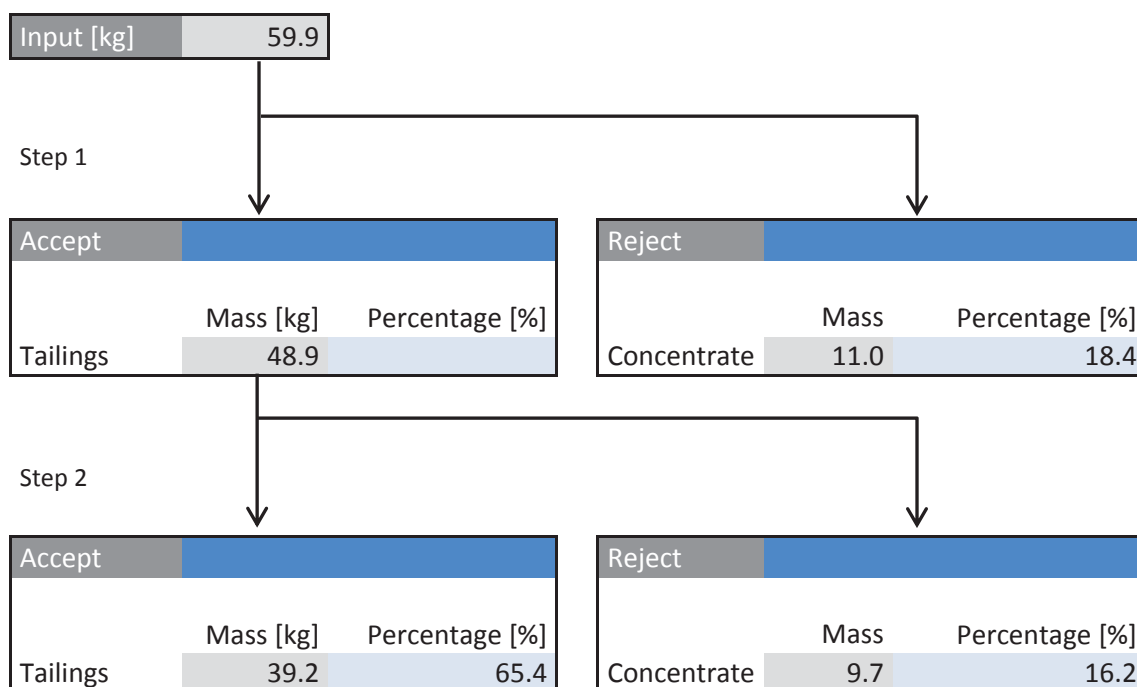 Input [kg] 59.9
Step 1
Accept Reject
Mass [kg] Percentage [%] Mass Percentage [%]
Tailings 48.9 Concentrate 11.0 18.4
Step 2
Accept Reject
Mass [kg] Percentage [%] Mass Percentage [%]
Tailings 39.2 65.4 Concentrate 9.7 16.2